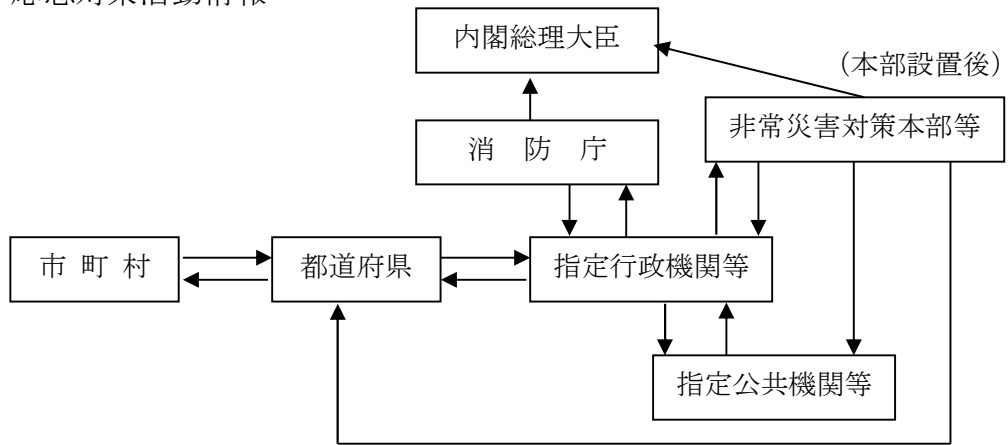 応急対策活動情報
内閣総理大臣
（本部設置後）
非常災害対策本部等
消　防　庁
市 町 村
都道府県
指定行政機関等
指定公共機関等